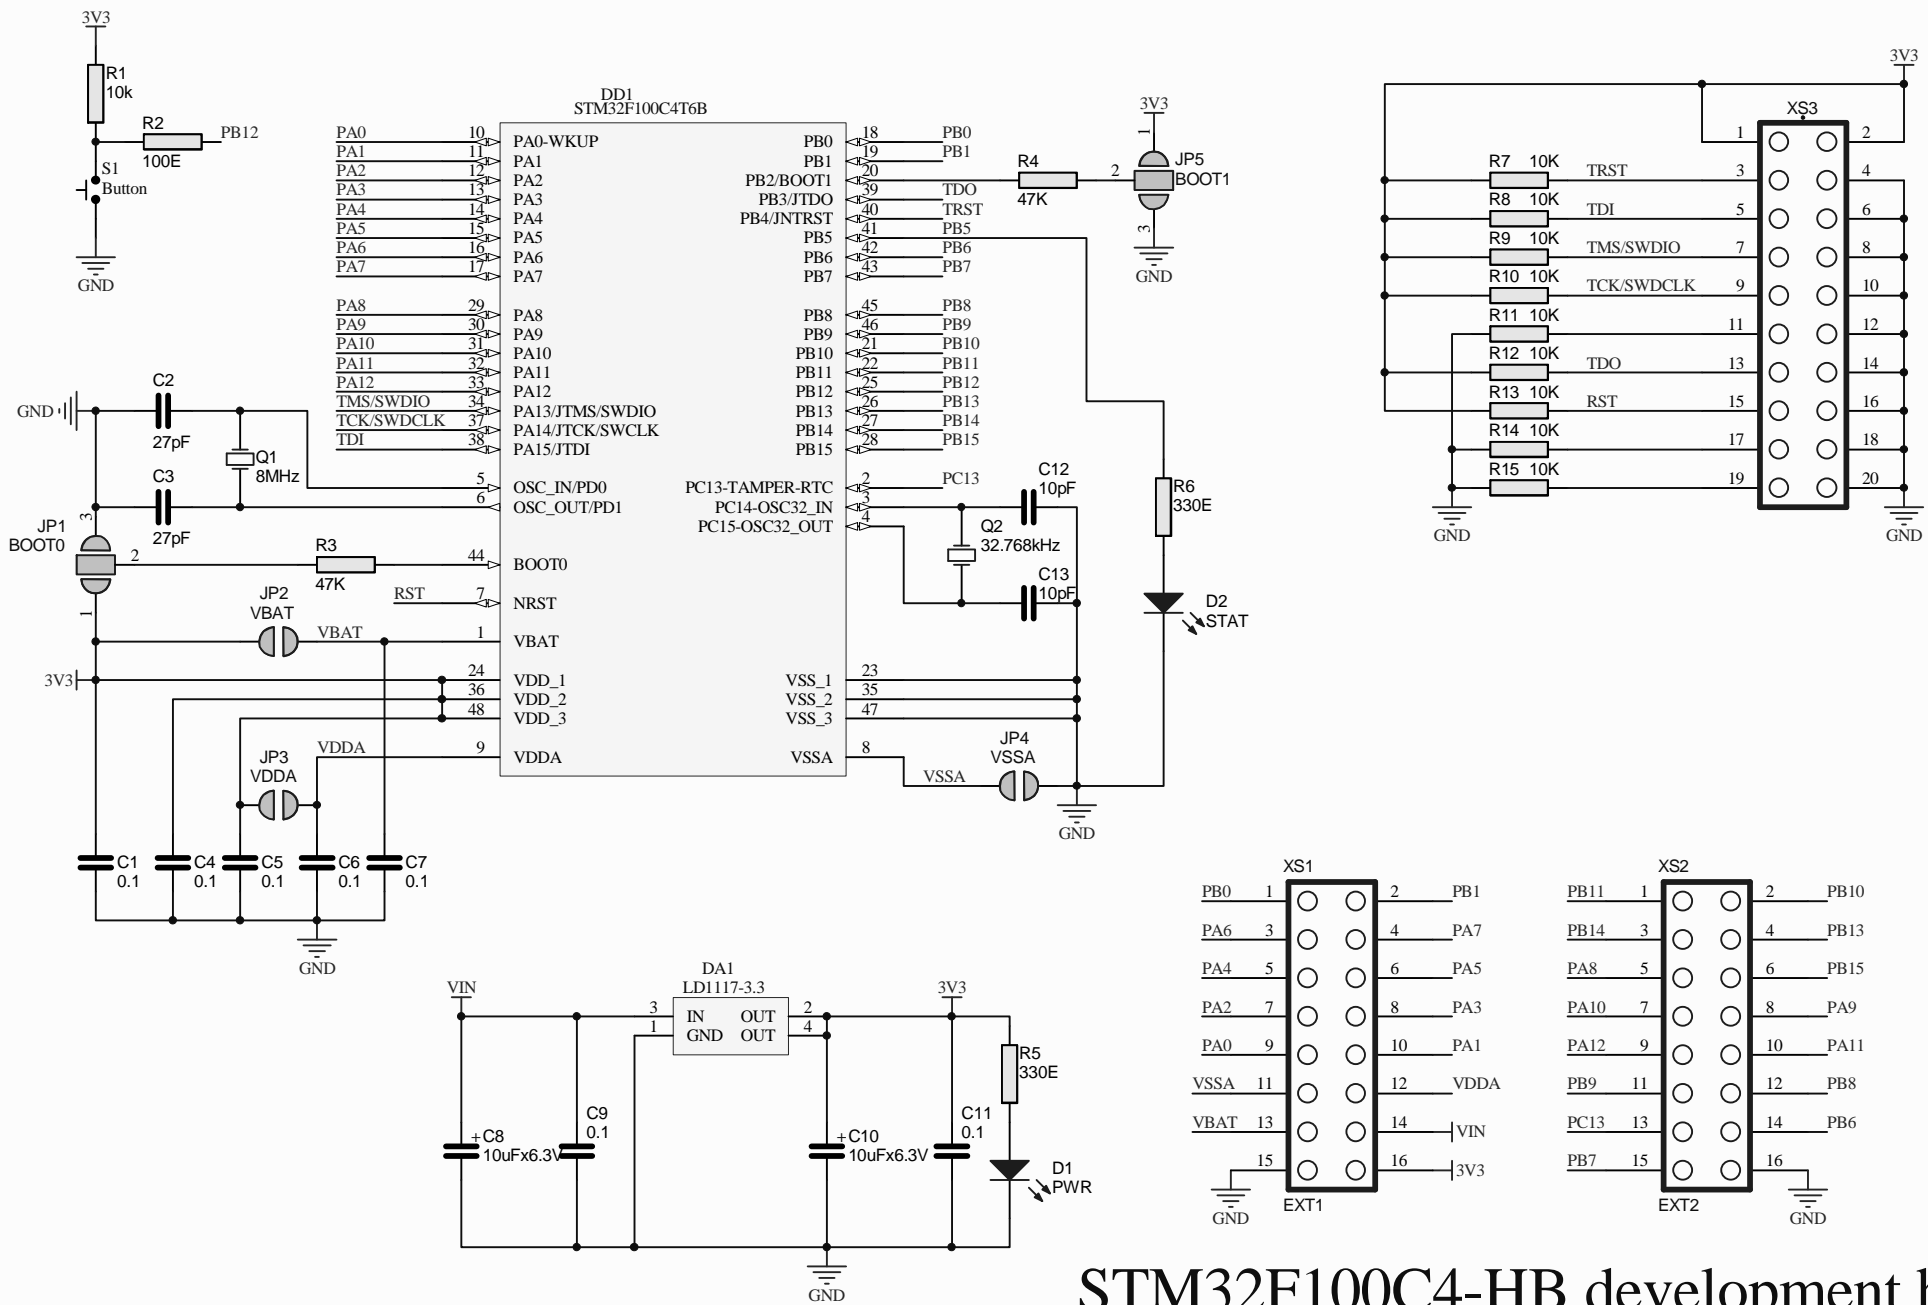 3V3
R1
10k
R2
100E
PB12
S1
Button
GND
DD1
STM32F100C4T6B
PA0 10 PA0-WKUP
PA1 11 PA1
PA2 12 PA2
PA3 13 PA3
PA4 14 PA4
PA5 15 PA5
PA6 16 PA6
PA7 17 PA7
PA8 29 PA8
PA9 30 PA9
PA10 31 PA10
PA11 32 PA11
PA12 33 PA12
TMS/SWDIO 34 PA13/JTMS/SWDIO
TCK/SWDCLK 37 PA14/JTCK/SWCLK
TDI 38 PA15/JTDI
5 OSC_IN/PD0
6 OSC_OUT/PD1
44 BOOT0
RST 7 NRST
VBAT 1 VBAT
24 VDD_1
36 VDD_2
48 VDD_3
VDDA 9 VDDA
PB0 18 PB0
PB1 19 PB1
PB2/BOOT1 20
PB3/JTDO 39 TDO
PB4/JNTRST 40 TRST
PB5 41 PB5
PB6 42 PB6
PB7 43 PB7
PB8 45 PB8
PB9 46 PB9
PB10 21 PB10
PB11 22 PB11
PB12 25 PB12
PB13 26 PB13
PB14 27 PB14
PB15 28 PB15
PC13-TAMPER-RTC 2 PC13
PC14-OSC32_IN 3
PC15-OSC32_OUT 4
VSS_1 23
VSS_2 35
VSS_3 47
VSSA 8
VSSA
GND
C2
27pF
Q1
8MHz
C3
27pF
JP1
BOOT0
3
2
1
R3
47K
JP2
VBAT
3V3
JP3
VDDA
C1
0.1
C4
0.1
C5
0.1
C6
0.1
C7
0.1
GND
R4
47K
3V3
1
2
JP5
BOOT1
3
GND
C12
10pF
Q2
32.768kHz
C13
10pF
R6
330E
D2
STAT
JP4
VSSA
GND
3V3
XS3
1 2
R7 10K TRST 3 4
R8 10K TDI 5 6
R9 10K TMS/SWDIO 7 8
R10 10K TCK/SWDCLK 9 10
R11 10K 11 12
R12 10K TDO 13 14
R13 10K RST 15 16
R14 10K 17 18
R15 10K 19 20
GND GND
VIN
DA1
LD1117-3.3
3 IN OUT 2
1 GND OUT 4
3V3
R5
330E
C8
+
10uFx6.3V
C9
0.1
C10
+
10uFx6.3V
C11
0.1
D1
PWR
GND
XS1
PB0 1 2 PB1
PA6 3 4 PA7
PA4 5 6 PA5
PA2 7 8 PA3
PA0 9 10 PA1
VSSA 11 12 VDDA
VBAT 13 14 VIN
15 16 3V3
GND
EXT1
XS2
PB11 1 2 PB10
PB14 3 4 PB13
PA8 5 6 PB15
PA10 7 8 PA9
PA12 9 10 PA11
PB9 11 12 PB8
PC13 13 14 PB6
PB7 15 16
EXT2
GND
STM32F100C4-HB development